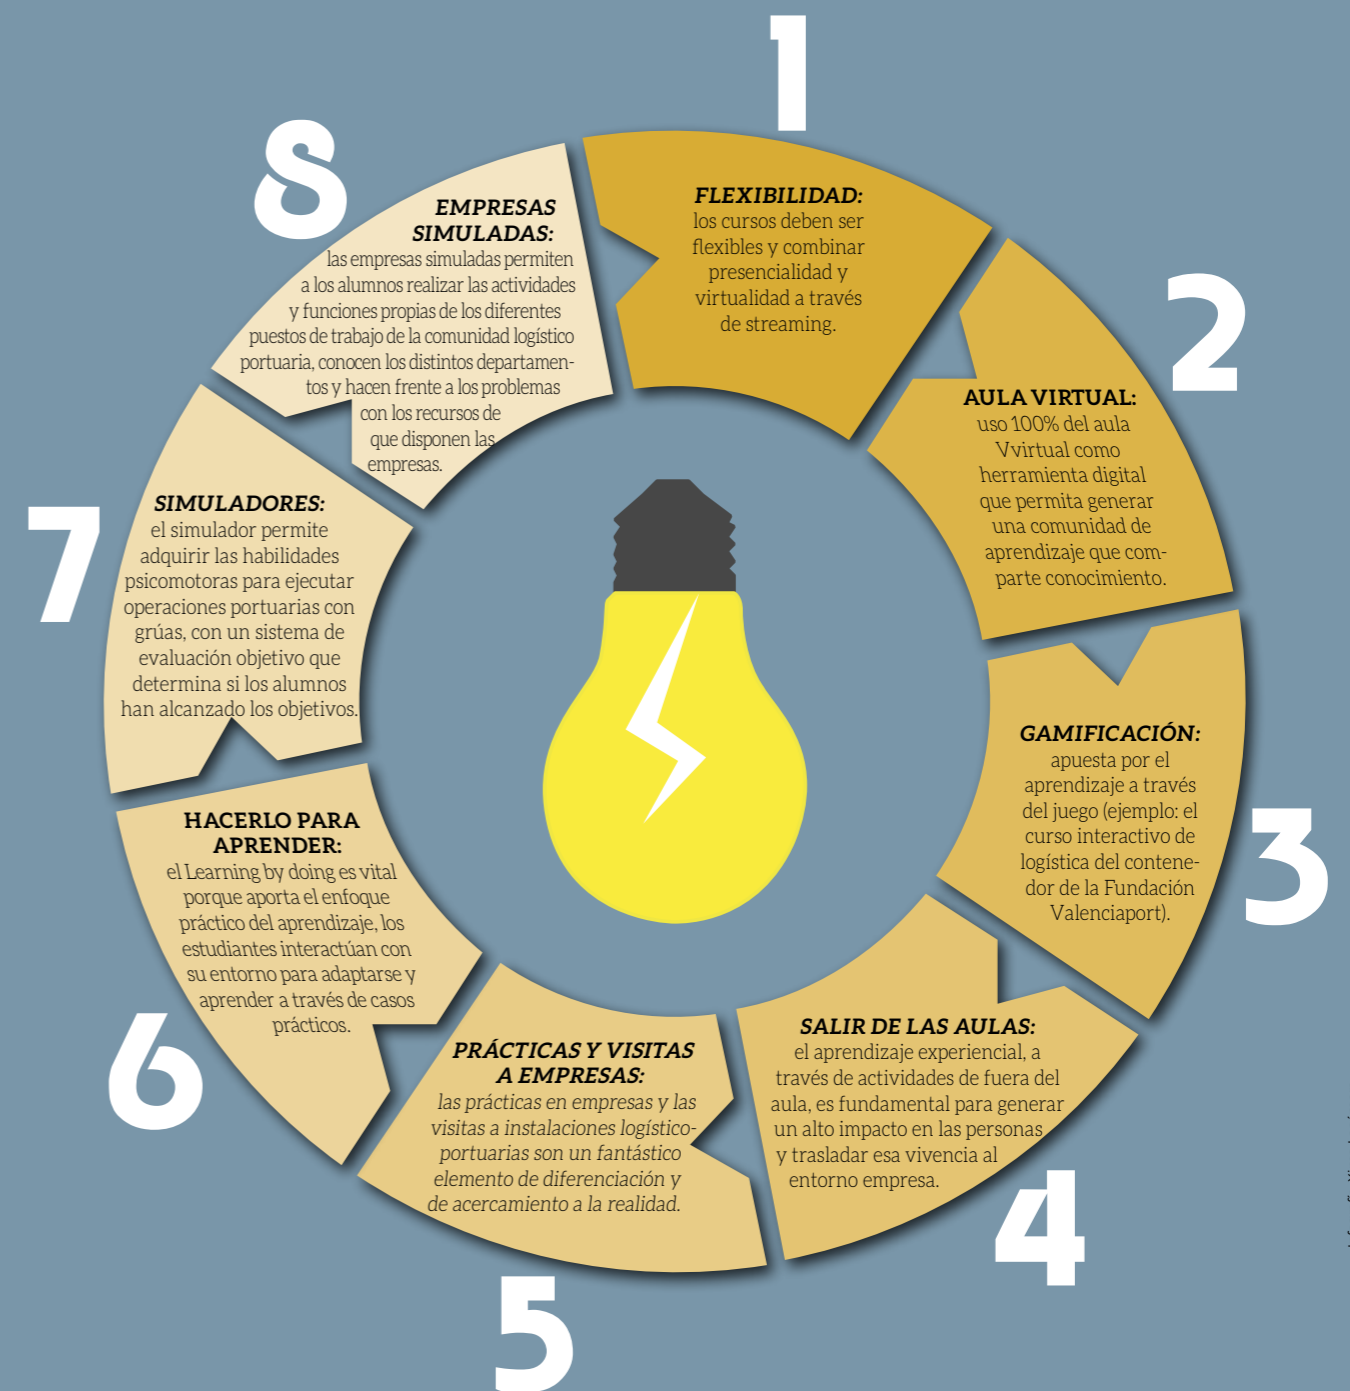 1
FLEXIBILIDAD:
los cursos deben ser
flexibles y combinar
presencialidad y
virtualidad a través
de streaming.
2
AULA VIRTUAL:
uso 100% del aula
Vvirtual como
herramienta digital
que permita generar
una comunidad de
aprendizaje que com-
parte conocimiento.
3
GAMIFICACIÓN:
apuesta por el
aprendizaje a través
del juego (ejemplo: el
curso interactivo de
logística del contene-
dor de la Fundación
Valenciaport).
4
SALIR DE LAS AULAS:
el aprendizaje experiencial, a
través de actividades de fuera del
aula, es fundamental para generar
un alto impacto en las personas
y trasladar esa vivencia al
entorno empresa.
5
PRÁCTICAS Y VISITAS
A EMPRESAS:
las prácticas en empresas y las
visitas a instalaciones logístico-
portuarias son un fantástico
elemento de diferenciación y
de acercamiento a la realidad.
6
HACERLO PARA
APRENDER:
el Learning by doing es vital
porque aporta el enfoque
práctico del aprendizaje, los
estudiantes interactúan con
su entorno para adaptarse y
aprender a través de casos
prácticos.
7
SIMULADORES:
el simulador permite
adquirir las habilidades
psicomotoras para ejecutar
operaciones portuarias con
grúas, con un sistema de
evaluación objetivo que
determina si los alumnos
han alcanzado los objetivos.
8
EMPRESAS
SIMULADAS:
las empresas simuladas permiten
a los alumnos realizar las actividades
y funciones propias de los diferentes
puestos de trabajo de la comunidad logístico
portuaria, conocen los distintos departamen-
tos y hacen frente a los problemas
con los recursos de
que disponen las
empresas.